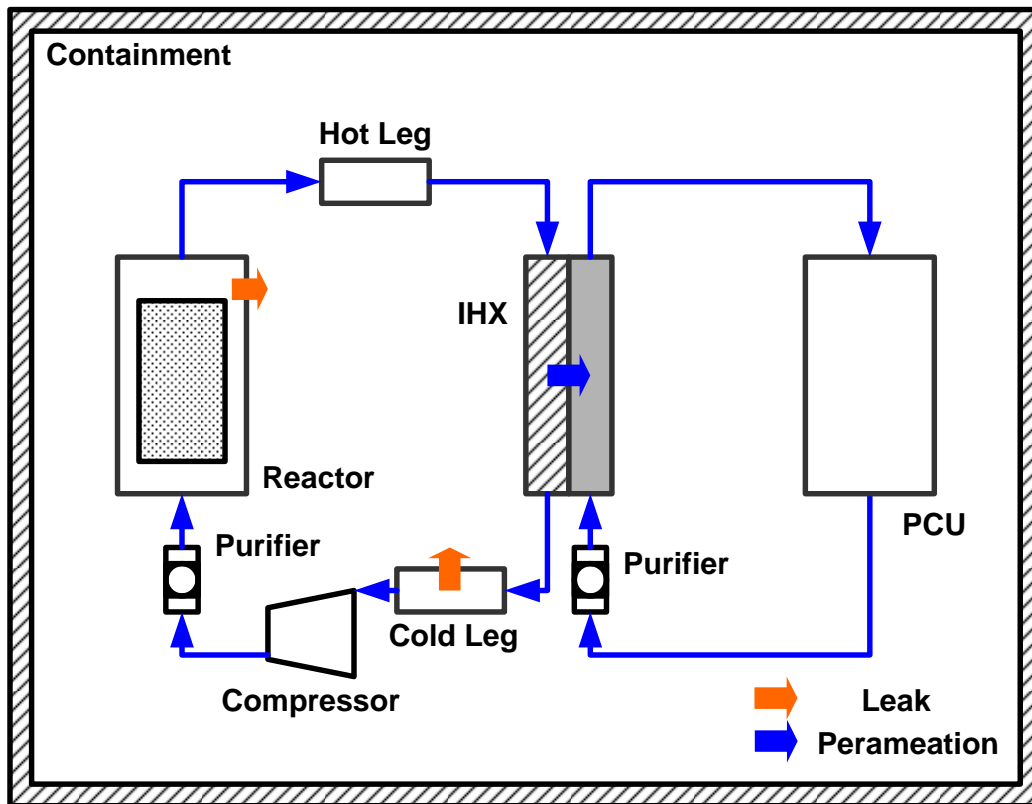 Containment
Hot Leg
IHX
Reactor
PCU
Purifier
Purifier
Cold Leg
Compressor
Leak
Perameation